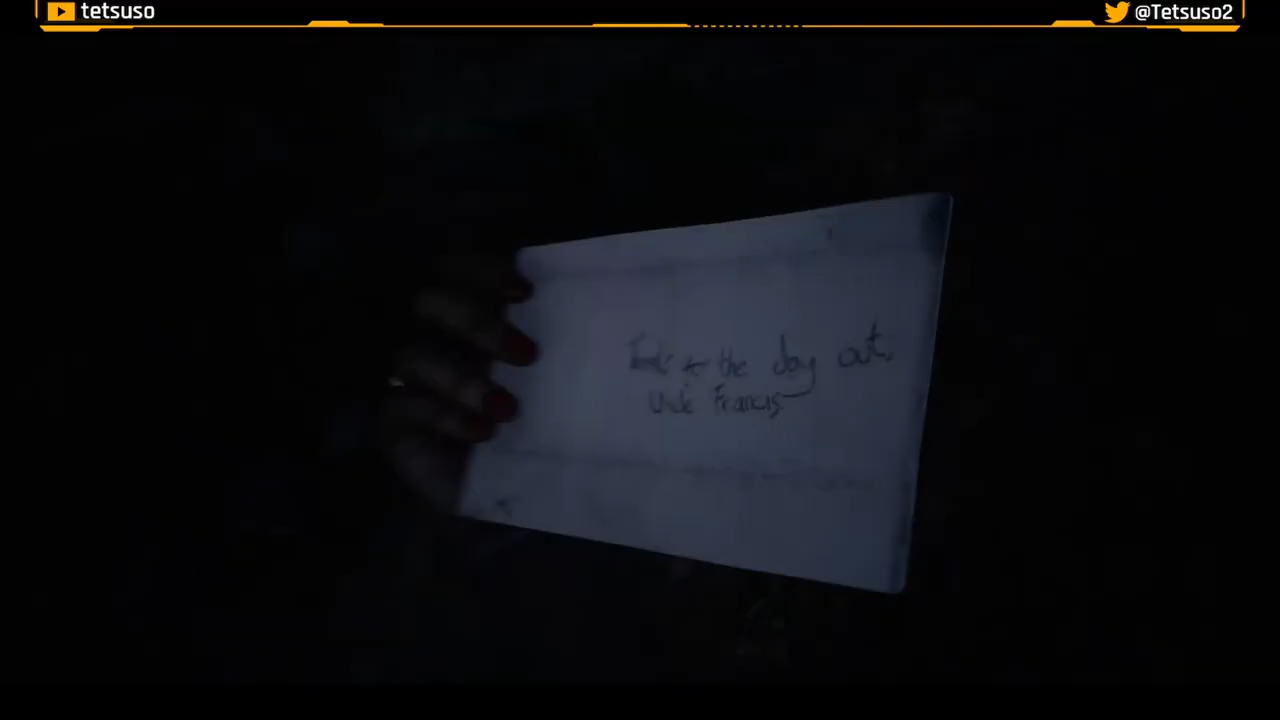 tetsuso
@Tetsuso2
the day out,
Uncle Francis